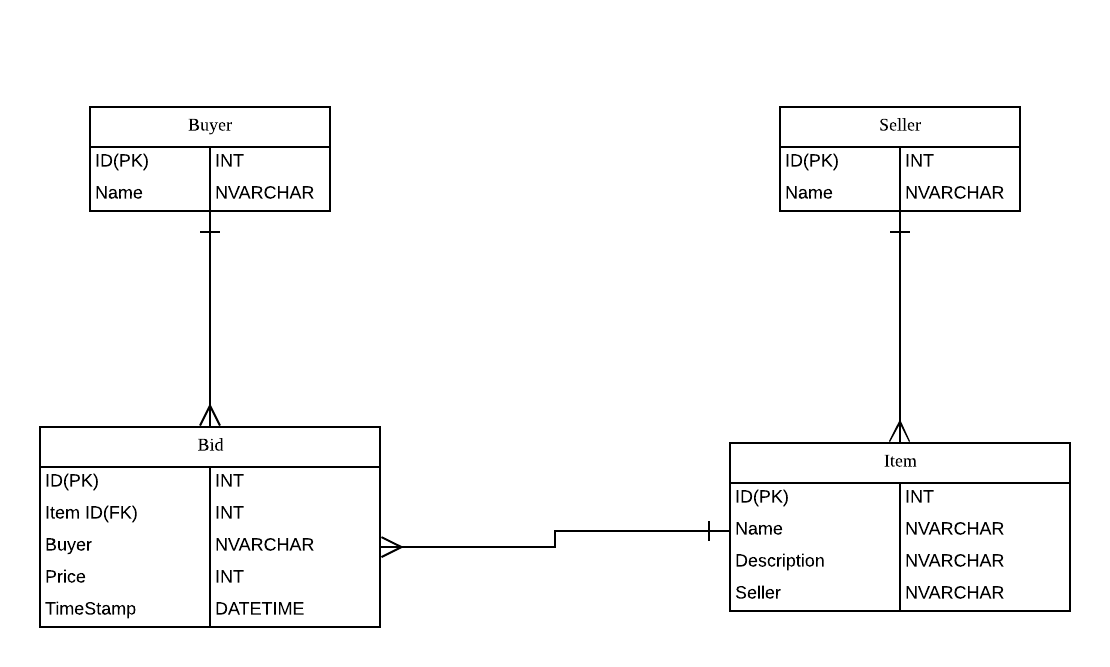 Buyer
ID(PK) INT
Name NVARCHAR
Seller
ID(PK) INT
Name NVARCHAR
Bid
ID(PK) INT
Item ID(FK) INT
Buyer NVARCHAR
Price INT
TimeStamp DATETIME
Item
ID(PK) INT
Name NVARCHAR
Description NVARCHAR
Seller NVARCHAR